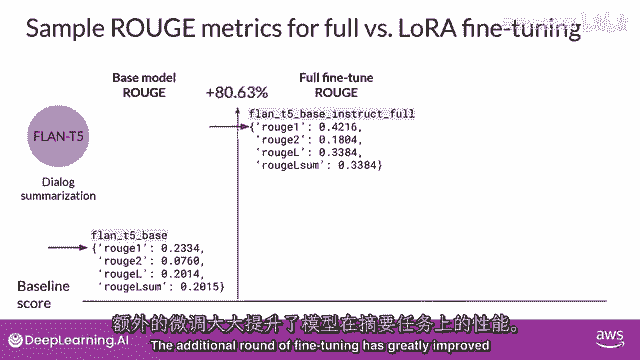 Sample ROUGE metrics for full vs. LoRA fine-tuning
Base model
ROUGE
+80.63%
Full fine-tune
ROUGE
FLAN-T5
Dialog
summarization
flan_t5_base_instruct_full
{'rouge1': 0.4216,
'rouge2': 0.1804,
'rougeL': 0.3384,
'rougeLsum': 0.3384}
flan_t5_base
{'rouge1': 0.2334,
'rouge2': 0.0760,
'rougeL': 0.2014,
'rougeLsum': 0.2015}
Baseline
score
额外的微调大大提升了模型在摘要任务上的性能。
The additional round of fine-tuning has greatly improved
DeepLearning.AI
aws